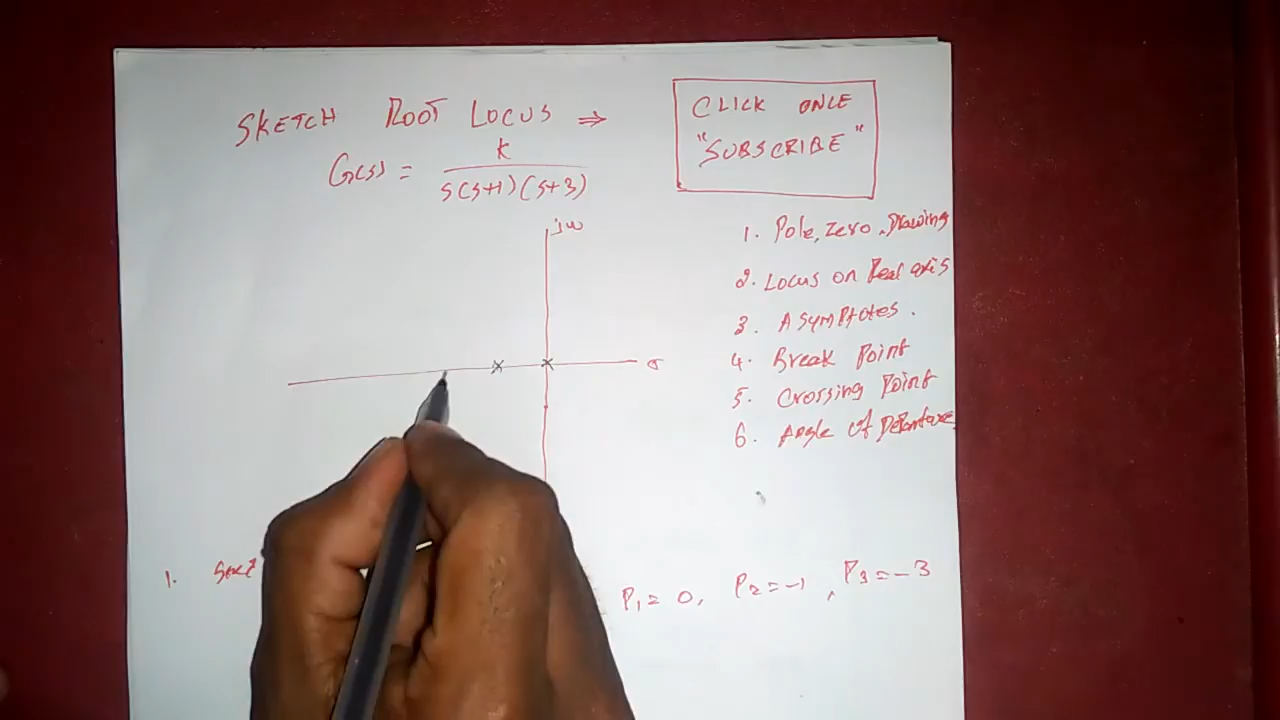 SKETCH ROOT LOCUS ⇒
G(s) = K / s(s+1)(s+3)
CLICK ONCE
"SUBSCRIBE"
jω
σ
1. Pole, Zero, Drawing
2. Locus on Real axis
3. ASymPtotes.
4. Break Point
5. Crossing Point
6. Angle of
1.
P1 = 0, P2 = -1, P3 = -3